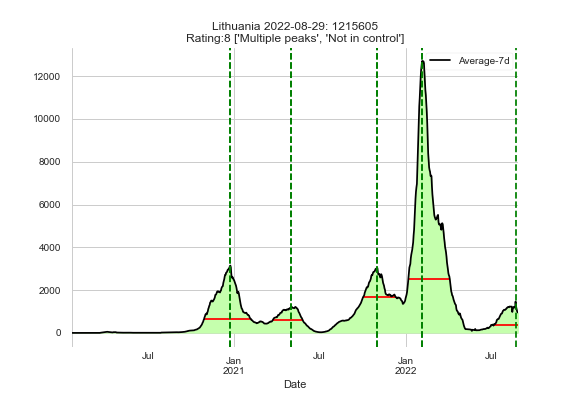 Lithuania 2022-08-29: 1215605
Rating:8 ['Multiple peaks', 'Not in control']
Average-7d
12000
10000
8000
6000
4000
2000
0
Jul
Jan
2021
Jul
Jan
2022
Jul
Date